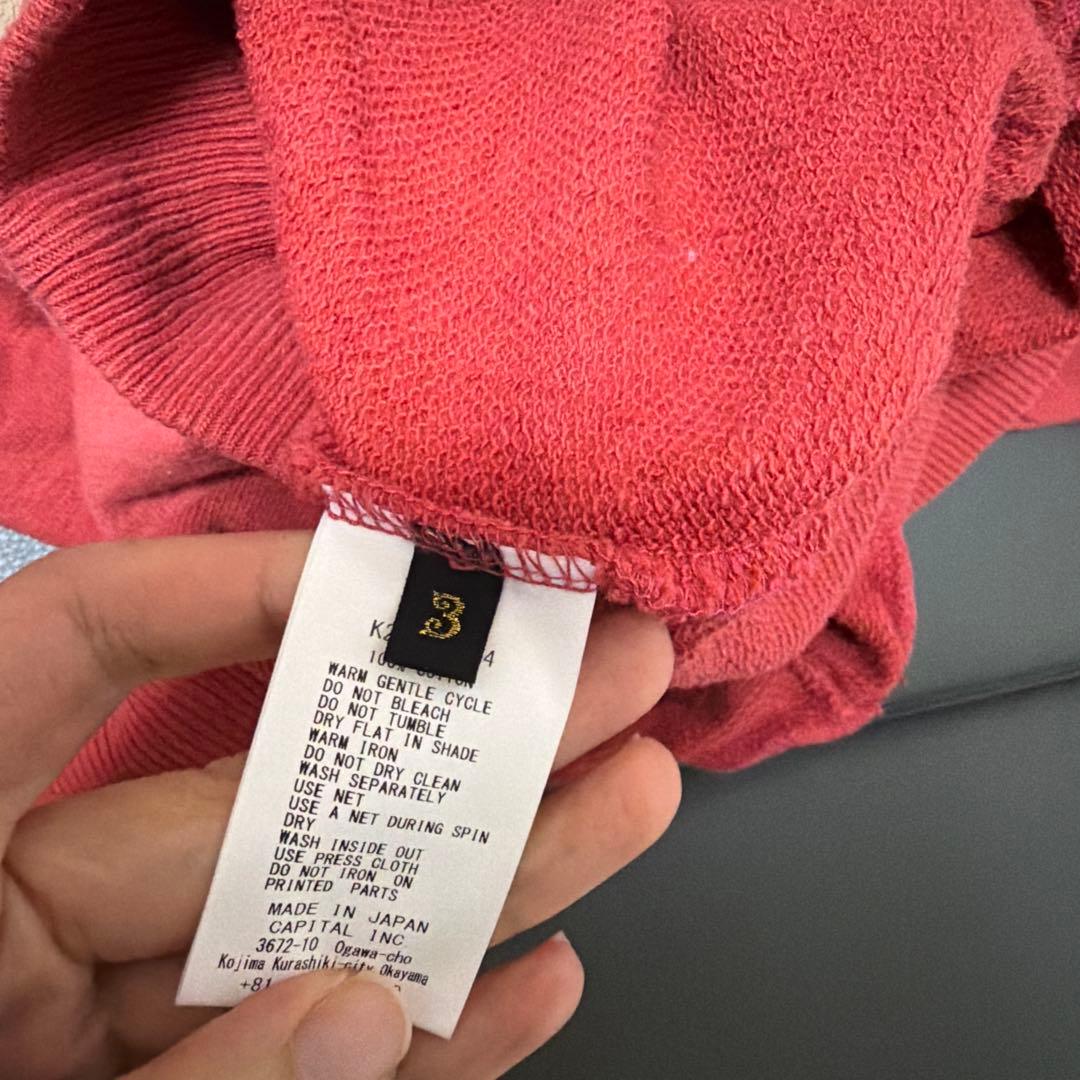 3
WARM GENTLE CYCLE
DO NOT BLEACH
DO NOT TUMBLE
DRY FLAT IN SHADE
WARM IRON
DO NOT DRY CLEAN
WASH SEPARATELY
USE NET
USE A NET DURING SPIN
DRY
WASH INSIDE OUT
USE PRESS CLOTH
DO NOT IRON ON
PRINTED PARTS
MADE IN JAPAN
CAPITAL INC
3672-10 Ogawa-cho
Kojima Kurashiki-city Okayama
+81